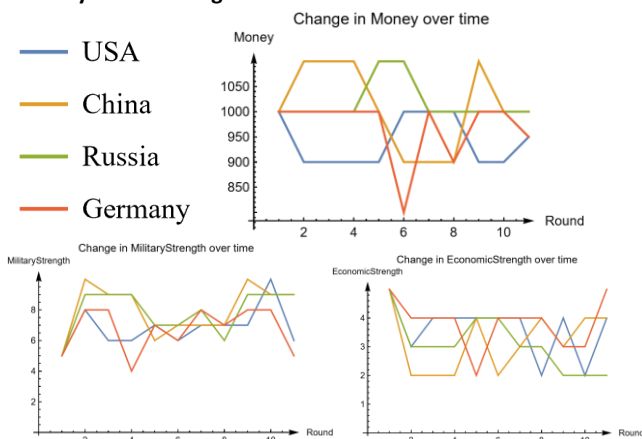 Change in Money over time
Money
USA
China
Russia
Germany
1050
1000
950
900
850
2 4 6 8 10
Round
Change in MilitaryStrength over time
MilitaryStrength
8
6
4
2
Round
Change in EconomicStrength over time
EconomicStrength
4
3
2
1
Round